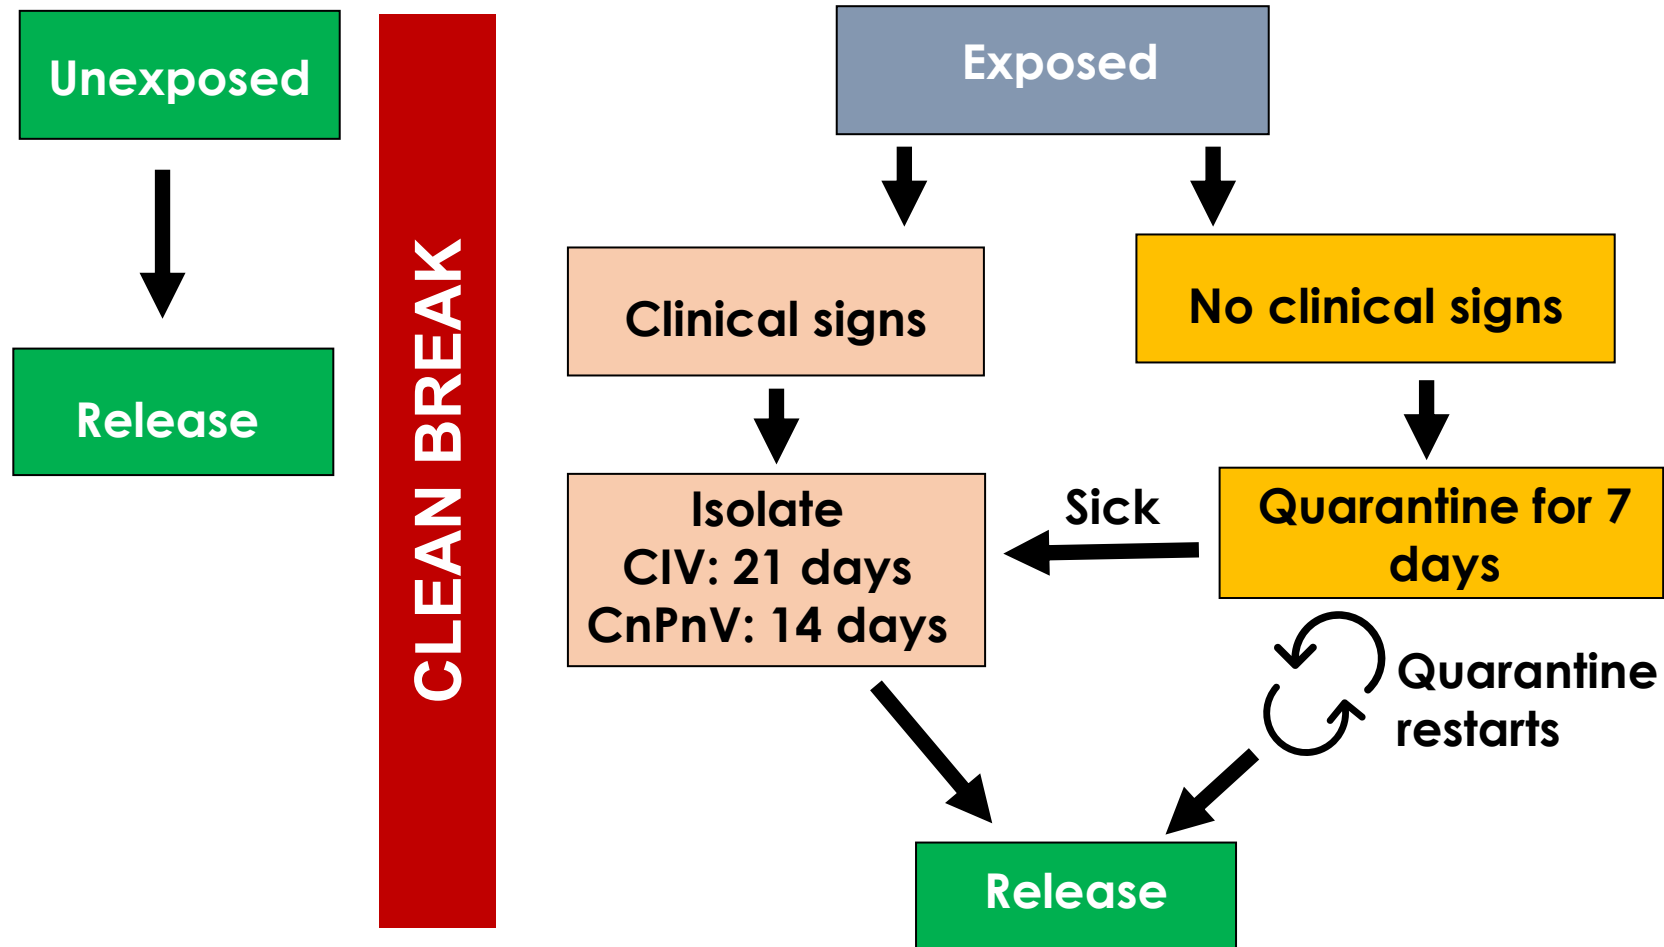 Unexposed
Release
CLEAN BREAK
Exposed
Clinical signs
No clinical signs
Isolate
CIV: 21 days
CnPnV: 14 days
Sick
Quarantine for 7
days
Quarantine
restarts
Release